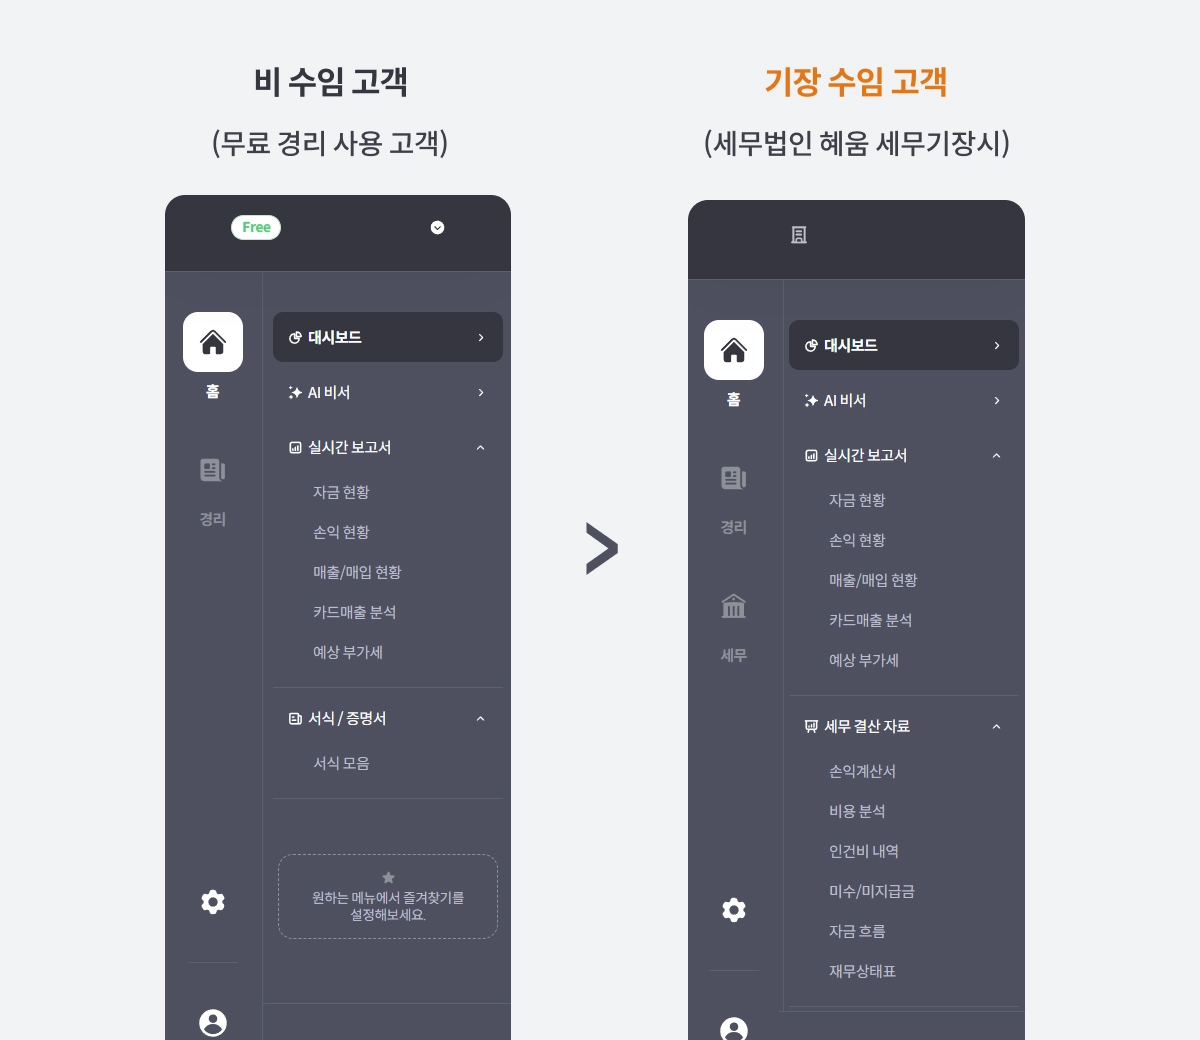 비 수임 고객
(무료 경리 사용 고객)
Free
홈
경리
대시보드
AI 비서
실시간 보고서
자금 현황
손익 현황
매출/매입 현황
카드매출 분석
예상 부가세
서식 / 증명서
서식 모음
원하는 메뉴에서 즐겨찾기를
설정해보세요.
>
기장 수임 고객
(세무법인 혜움 세무기장시)
홈
경리
세무
대시보드
AI 비서
실시간 보고서
자금 현황
손익 현황
매출/매입 현황
카드매출 분석
예상 부가세
세무 결산 자료
손익계산서
비용 분석
인건비 내역
미수/미지급금
자금 흐름
재무상태표